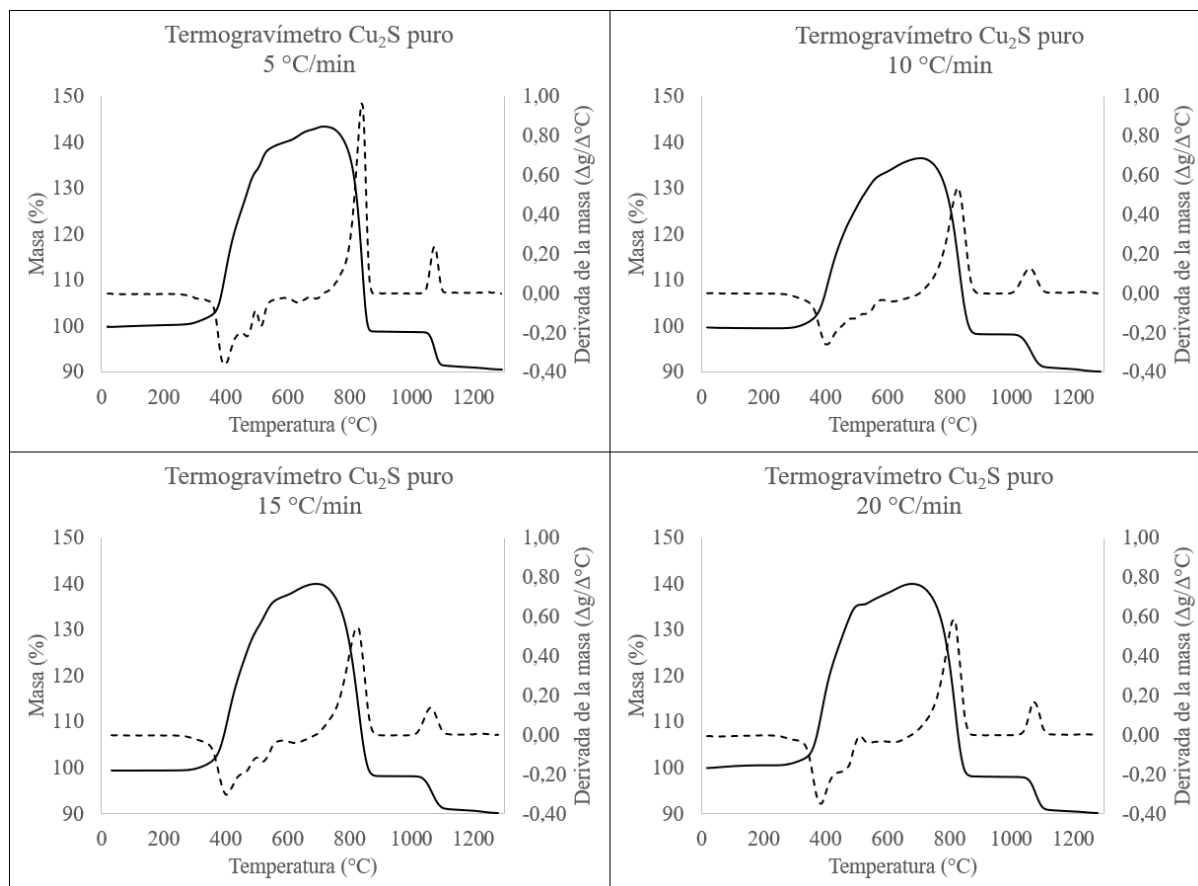 Termogravímetro Cu₂S puro
5 °C/min
150
140
130
120
110
100
90
1,00
0,80
0,60
0,40
0,20
0,00
-0,20
-0,40
0 200 400 600 800 1000 1200
Masa (%)
Derivada de la masa (Δg/Δ°C)
Temperatura (°C)
Termogravímetro Cu₂S puro
10 °C/min
150
140
130
120
110
100
90
1,00
0,80
0,60
0,40
0,20
0,00
-0,20
-0,40
0 200 400 600 800 1000 1200
Masa (%)
Derivada de la masa (Δg/Δ°C)
Temperatura (°C)
Termogravímetro Cu₂S puro
15 °C/min
150
140
130
120
110
100
90
1,00
0,80
0,60
0,40
0,20
0,00
-0,20
-0,40
0 200 400 600 800 1000 1200
Masa (%)
Derivada de la masa (Δg/Δ°C)
Temperatura (°C)
Termogravímetro Cu₂S puro
20 °C/min
150
140
130
120
110
100
90
1,00
0,80
0,60
0,40
0,20
0,00
-0,20
-0,40
0 200 400 600 800 1000 1200
Masa (%)
Derivada de la masa (Δg/Δ°C)
Temperatura (°C)